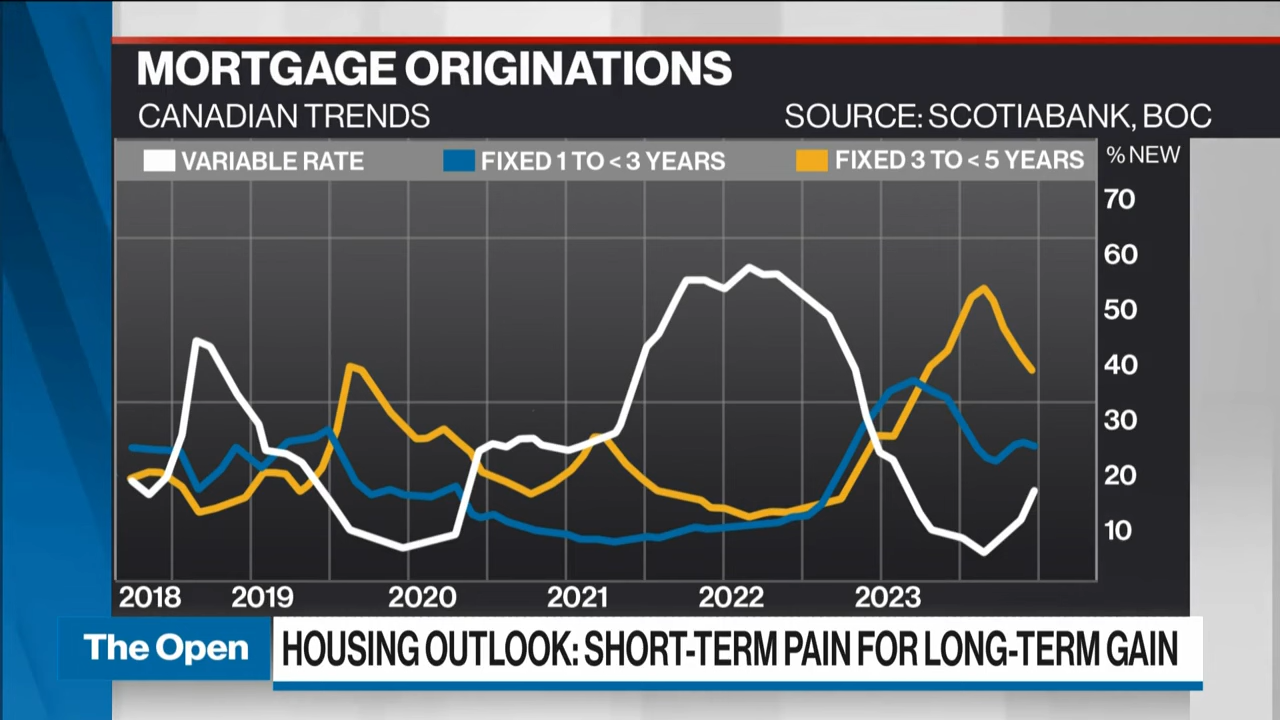 MORTGAGE ORIGINATIONS
CANADIAN TRENDS
SOURCE: SCOTIABANK, BOC
VARIABLE RATE
FIXED 1 TO < 3 YEARS
FIXED 3 TO < 5 YEARS
% NEW
70
60
50
40
30
20
10
2018 2019 2020 2021 2022 2023
The Open
HOUSING OUTLOOK: SHORT-TERM PAIN FOR LONG-TERM GAIN